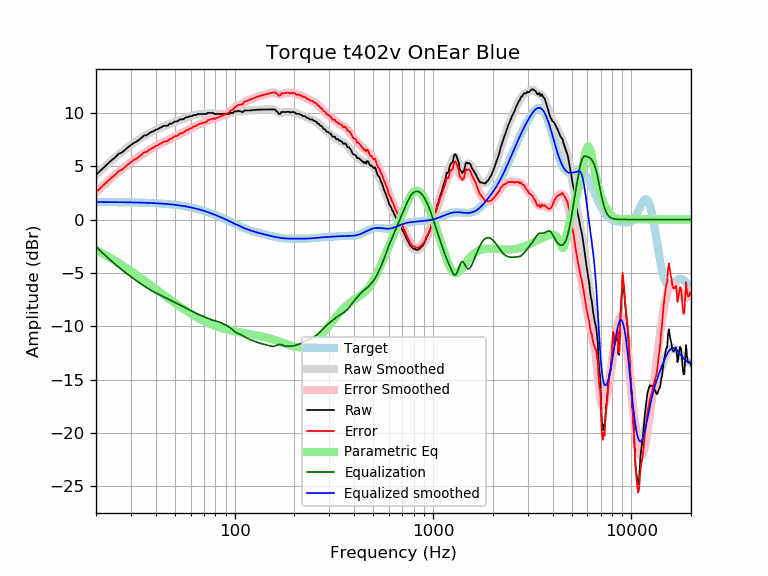 Torque t402v OnEar Blue
Amplitude (dBr)
10
5
0
−5
−10
−15
−20
−25
100
1000
10000
Frequency (Hz)
Target
Raw Smoothed
Error Smoothed
Raw
Error
Parametric Eq
Equalization
Equalized smoothed